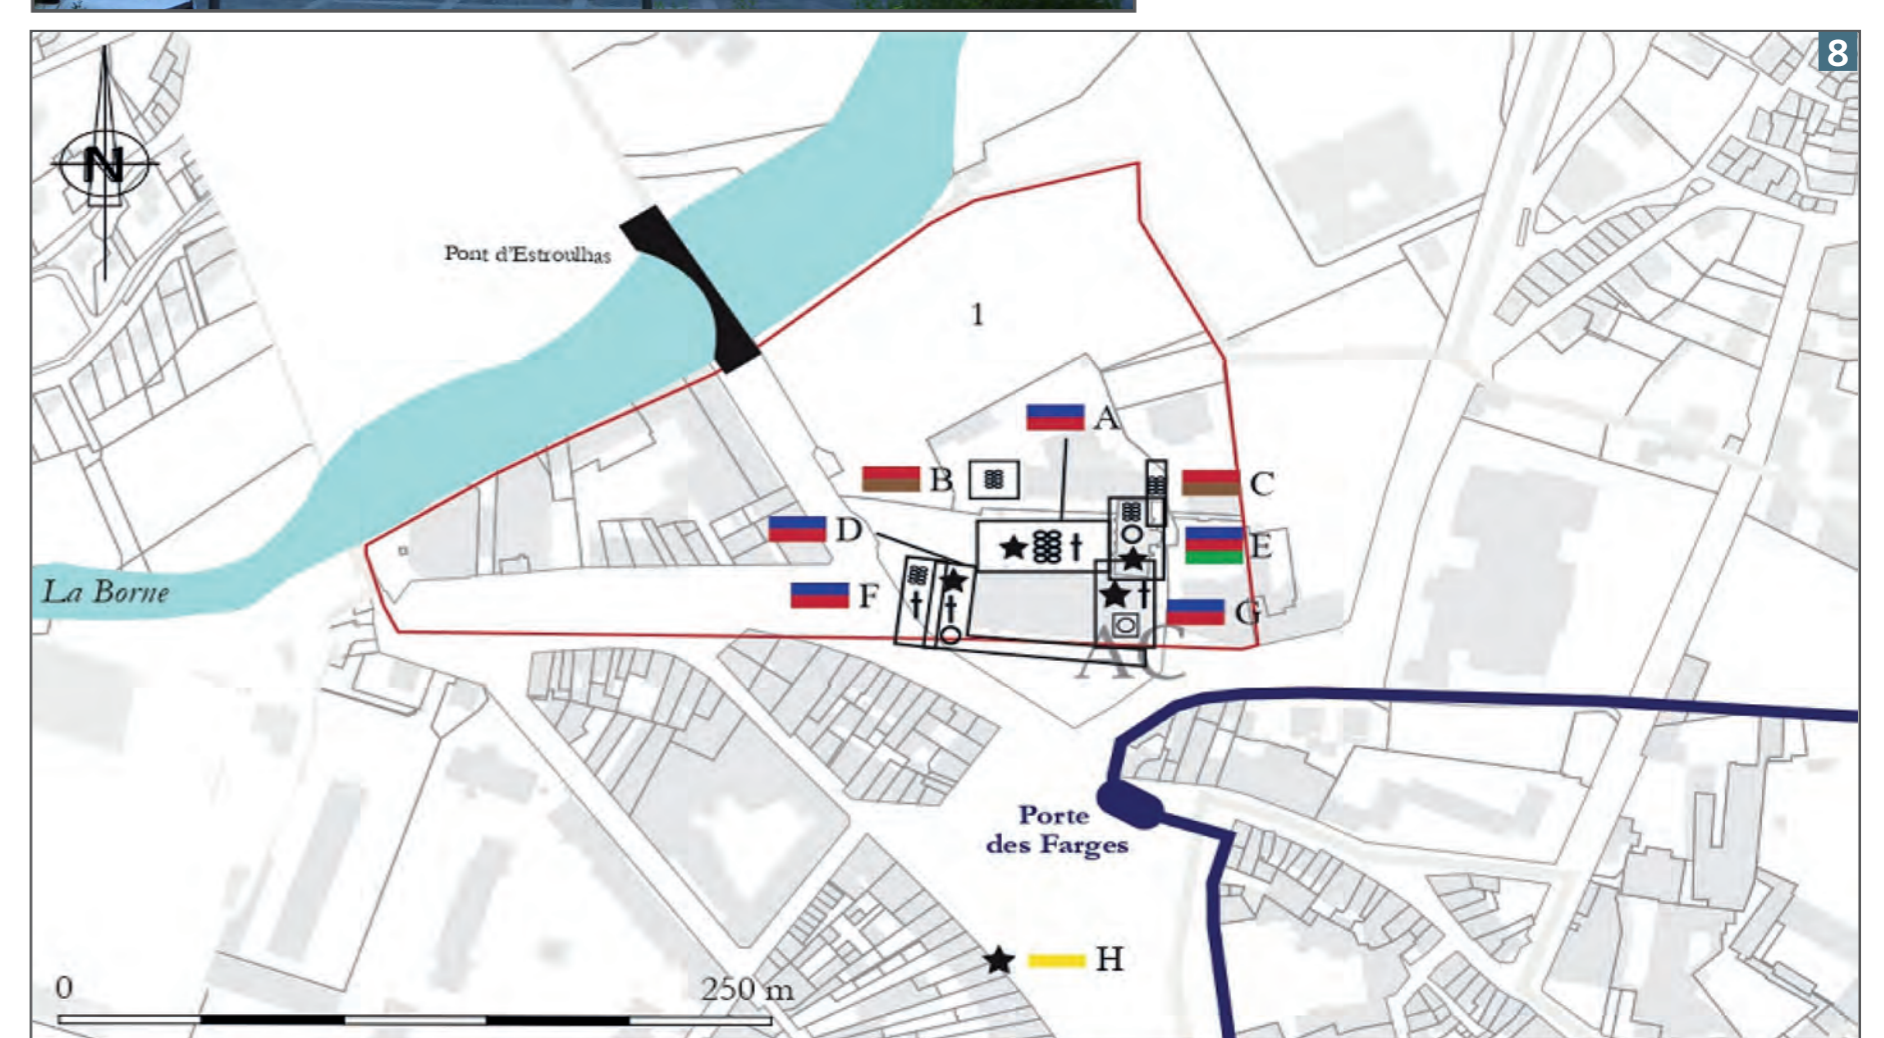 8
N
Pont d'Estroulhas
1
A
B
C
D
E
F
G
AC
La Borne
Porte
des Farges
H
0
250 m